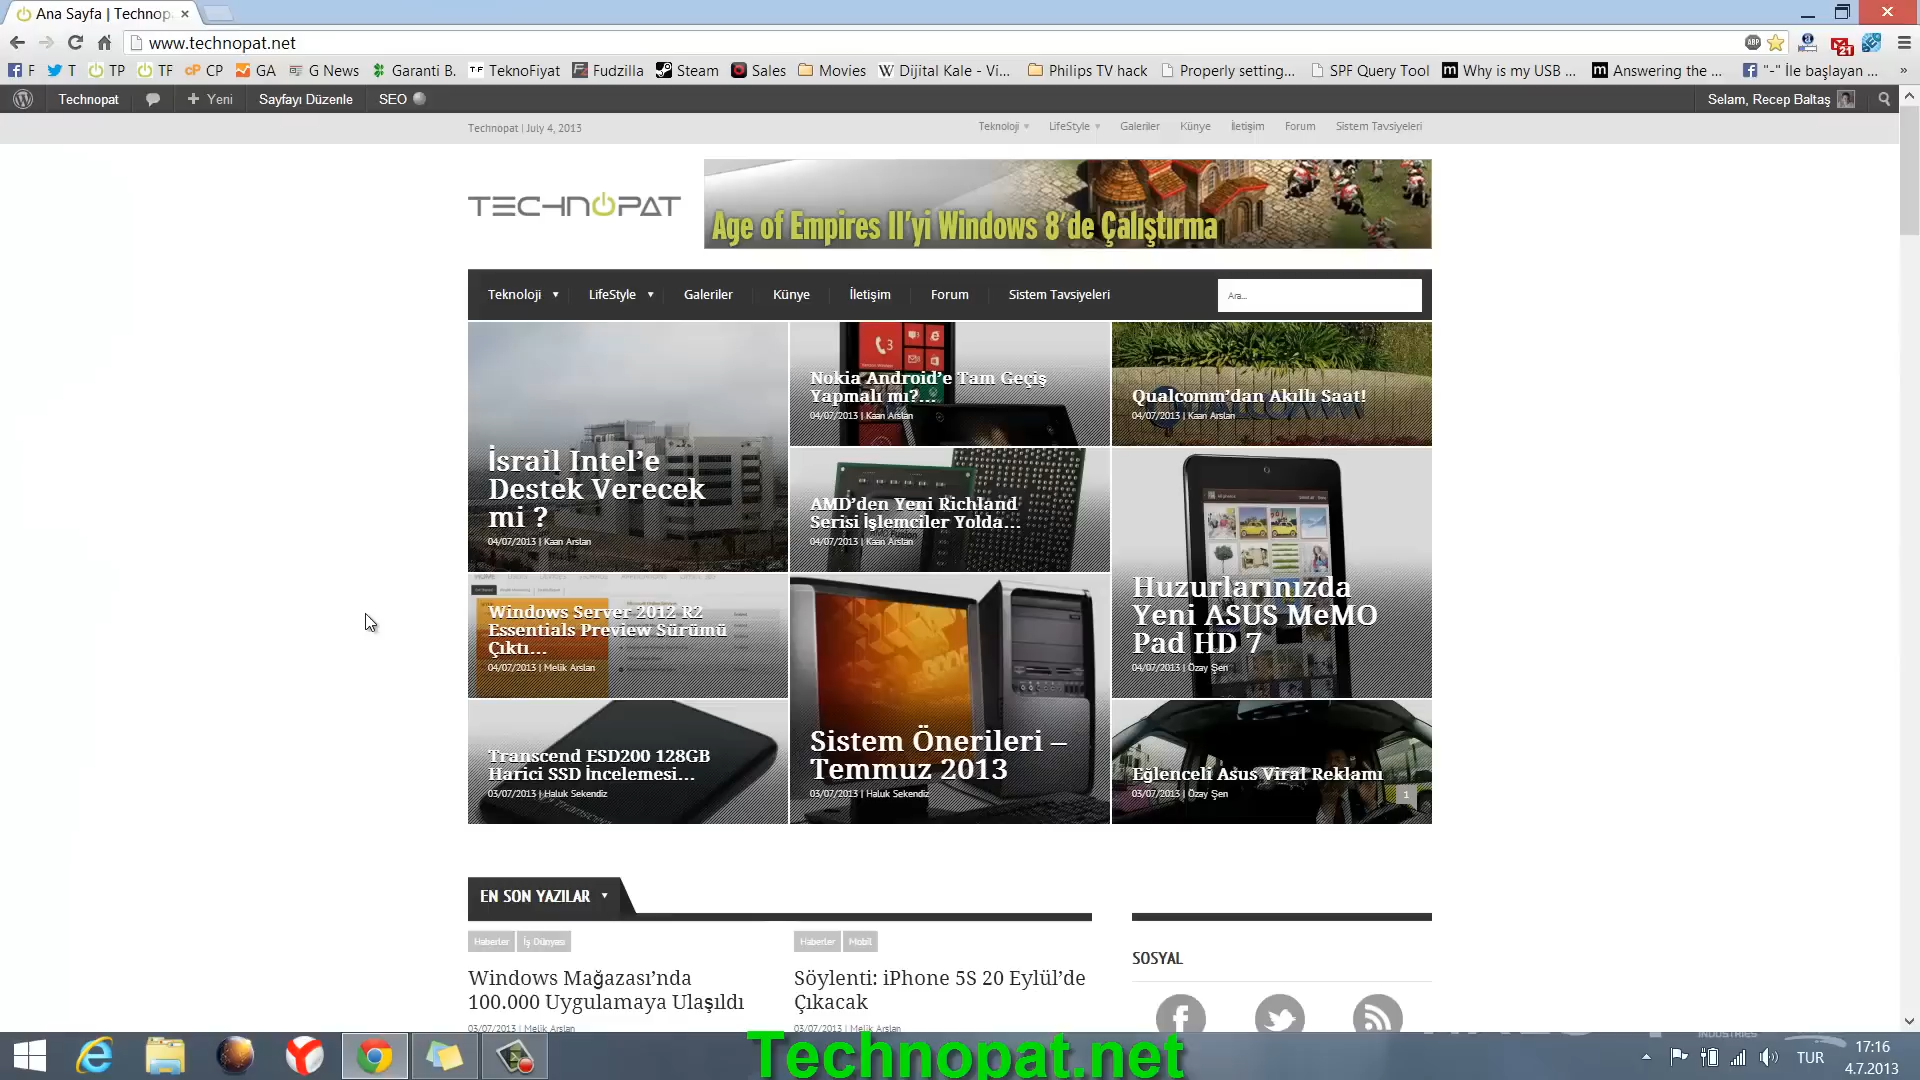 Ana Sayfa | Technop
www.technopat.net
ABP
21
F
T
TP
TF
CP
GA
G News
Garanti B.
TeknoFiyat
Fudzilla
Steam
Sales
Movies
Dijital Kale - Vi...
Philips TV hack
Properly setting...
SPF Query Tool
Why is my USB ...
Answering the ...
"-" İle başlayan ...
»
Technopat
+ Yeni
Sayfayı Düzenle
SEO
Selam, Recep Baltaş
Technopat | July 4, 2013
Teknoloji
LifeStyle
Galeriler
Künye
İletişim
Forum
Sistem Tavsiyeleri
TECHNOPAT
Age of Empires II'yi Windows 8'de Çalıştırma
Teknoloji
LifeStyle
Galeriler
Künye
İletişim
Forum
Sistem Tavsiyeleri
Ara...
İsrail Intel’e
Destek Verecek
mi ?
04/07/2013 | Kaan Arslan
Nokia Android’e Tam Geçiş
Yapmalı mı?...
04/07/2013 | Kaan Arslan
Qualcomm’dan Akıllı Saat!
04/07/2013 | Kaan Arslan
AMD’den Yeni Richland
Serisi İşlemciler Yolda...
04/07/2013 | Kaan Arslan
Huzurlarınızda
Yeni ASUS MeMO
Pad HD 7
04/07/2013 | Özay Şen
Windows Server 2012 R2
Essentials Preview Sürümü
Çıktı...
04/07/2013 | Melik Arslan
Sistem Önerileri –
Temmuz 2013
03/07/2013 | Haluk Sekendiz
Transcend ESD200 128GB
Harici SSD İncelemesi...
03/07/2013 | Haluk Sekendiz
Eğlenceli Asus Viral Reklamı
03/07/2013 | Özay Şen
1
EN SON YAZILAR
Haberler
İş Dünyası
Windows Mağazası’nda
100.000 Uygulamaya Ulaşıldı
03/07/2013 | Melik Arslan
Haberler
Mobil
Söylenti: iPhone 5S 20 Eylül’de
Çıkacak
03/07/2013 | Melik Arslan
SOSYAL
INDUSTRIES
Technopat.net
TUR
17:16
4.7.2013